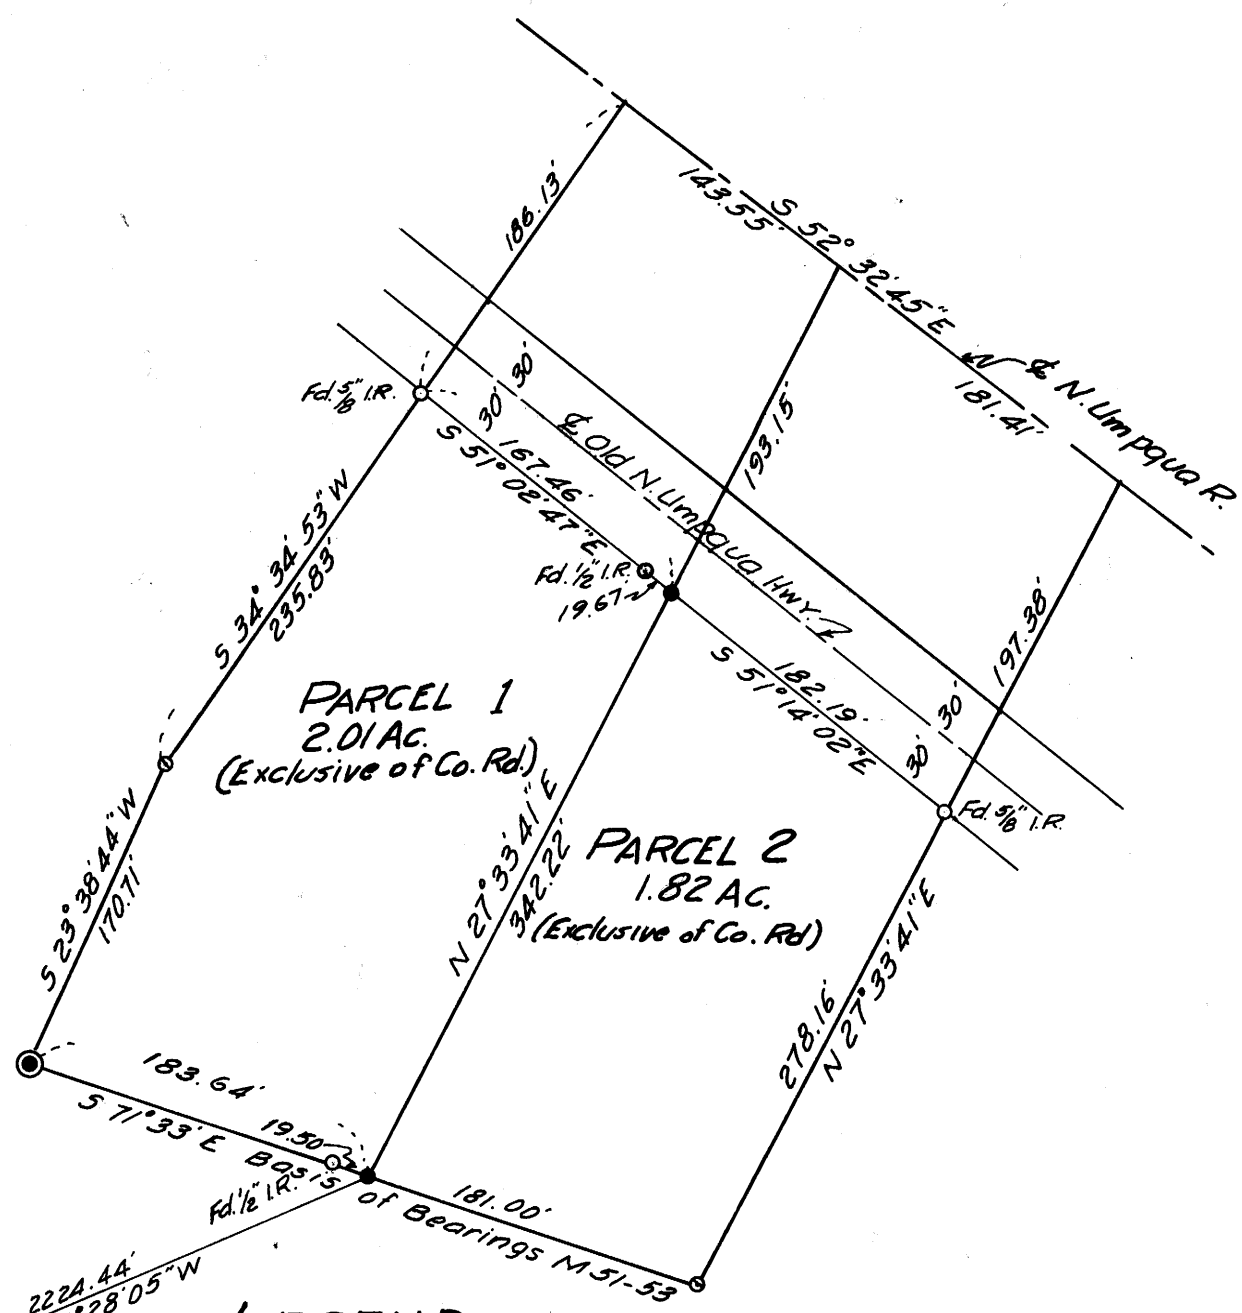 186.13'
143.55'
S 52° 32' 45" E
181.41'
℄ N. Umpqua R.
Fd. 5/8" I.R.
30'
30'
℄ Old N. Umpqua Hwy.
167.46'
S 51° 02' 47" E
193.15'
Fd. 1/2" I.R.
19.67'
S 34° 34' 53" W
235.83'
182.19'
S 51° 14' 02" E
197.38'
30'
30'
Fd. 5/8" I.R.
PARCEL 1
2.01 Ac.
(Exclusive of Co. Rd.)
PARCEL 2
1.82 Ac.
(Exclusive of Co. Rd)
S 23° 38' 44" W
170.71'
N 27° 33' 41" E
342.22'
278.16'
N 27° 33' 41" E
183.64'
S 71° 33' E Basis of Bearings M 51-53
19.50
Fd. 1/2" I.R.
181.00'
2224.44'
°28'05" W